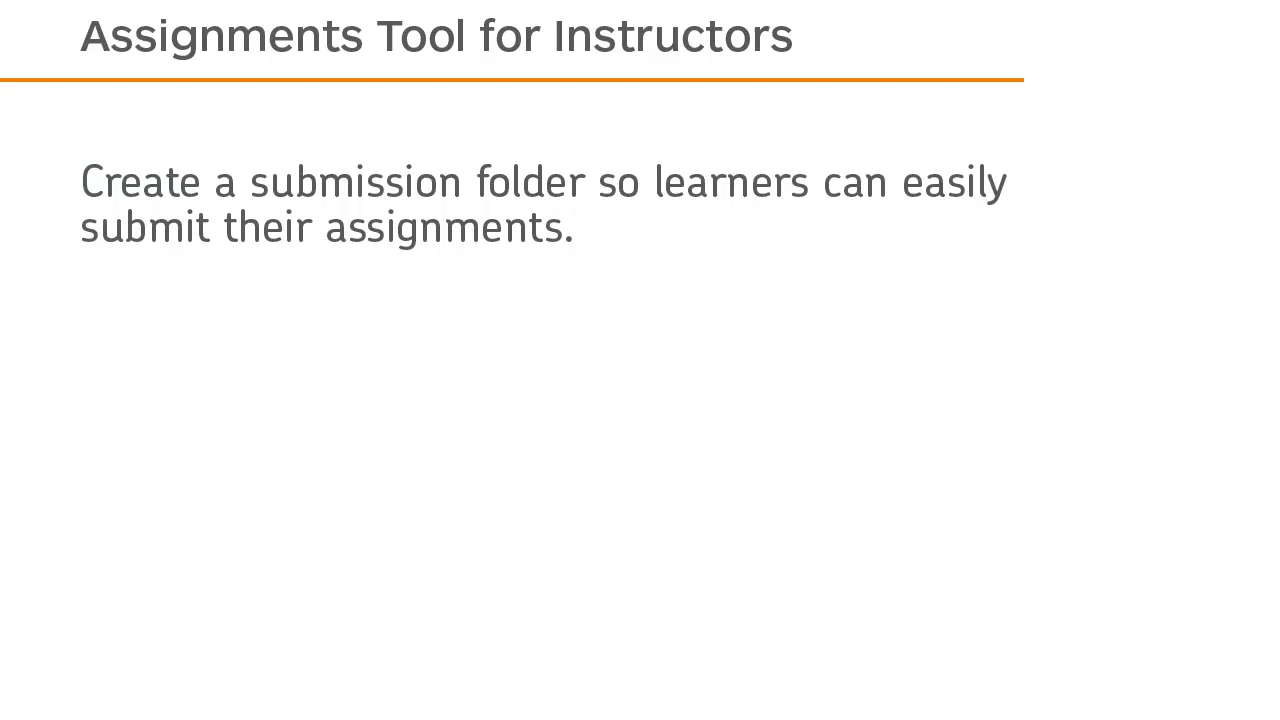 Assignments Tool for Instructors
Create a submission folder so learners can easily
submit their assignments.